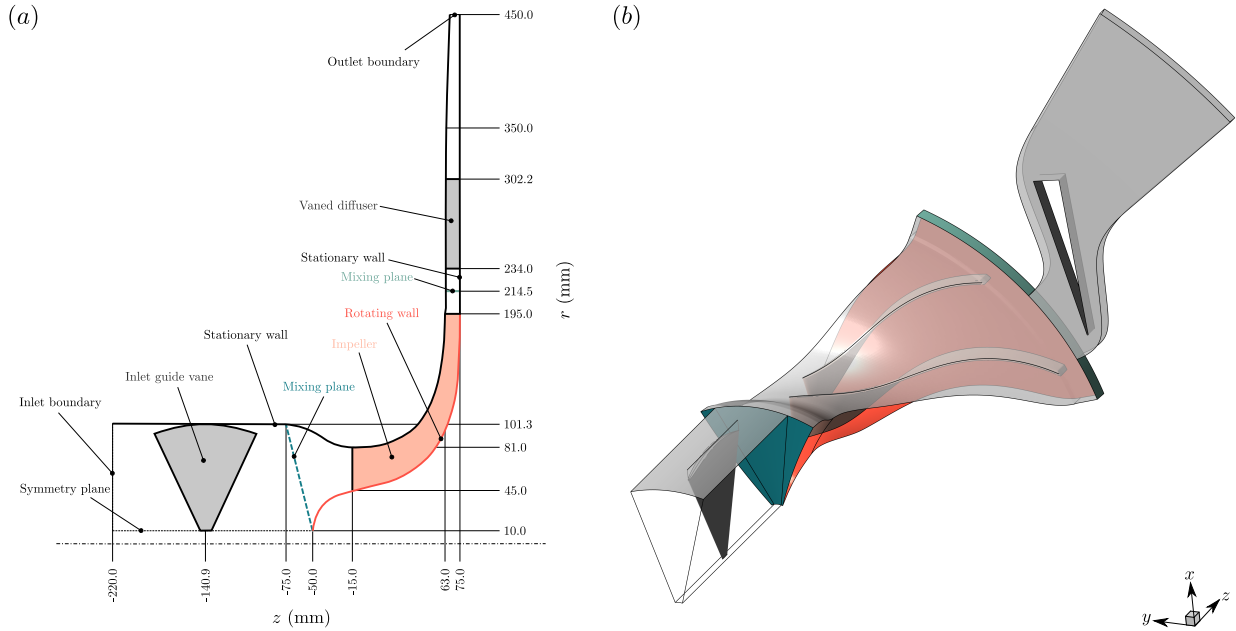 (a)
450.0
Outlet boundary
350.0
302.2
Vaned diffuser
Stationary wall
234.0
Mixing plane
214.5
r (mm)
Rotating wall
195.0
Stationary wall
Impeller
Inlet guide vane
Mixing plane
Inlet boundary
101.3
81.0
Symmetry plane
45.0
10.0
-220.0
-140.9
-75.0
-50.0
-15.0
63.0
75.0
z (mm)
(b)
x
y
z